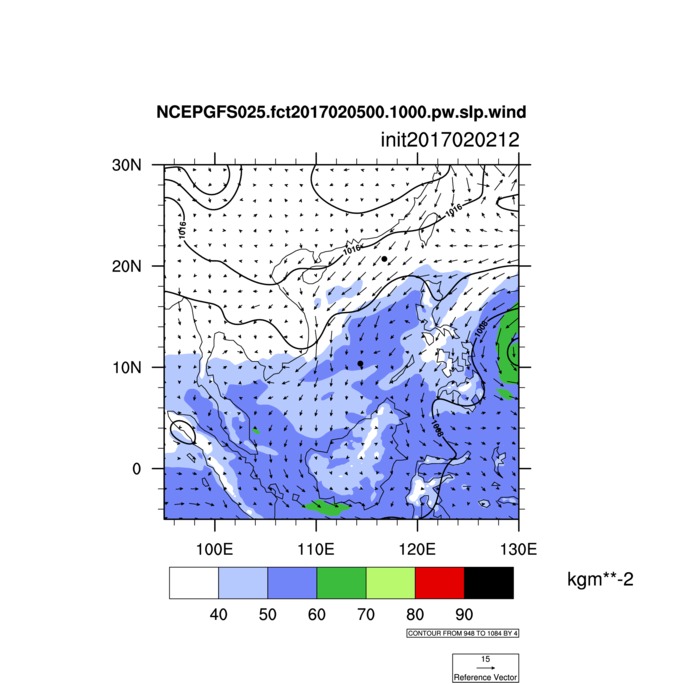 NCEPGFS025.fct2017020500.1000.pw.slp.wind
init2017020212
30N
20N
10N
0
1016
1016
1016
1008
1008
100E 110E 120E 130E
kgm**-2
40 50 60 70 80 90
CONTOUR FROM 948 TO 1084 BY 4
15
Reference Vector